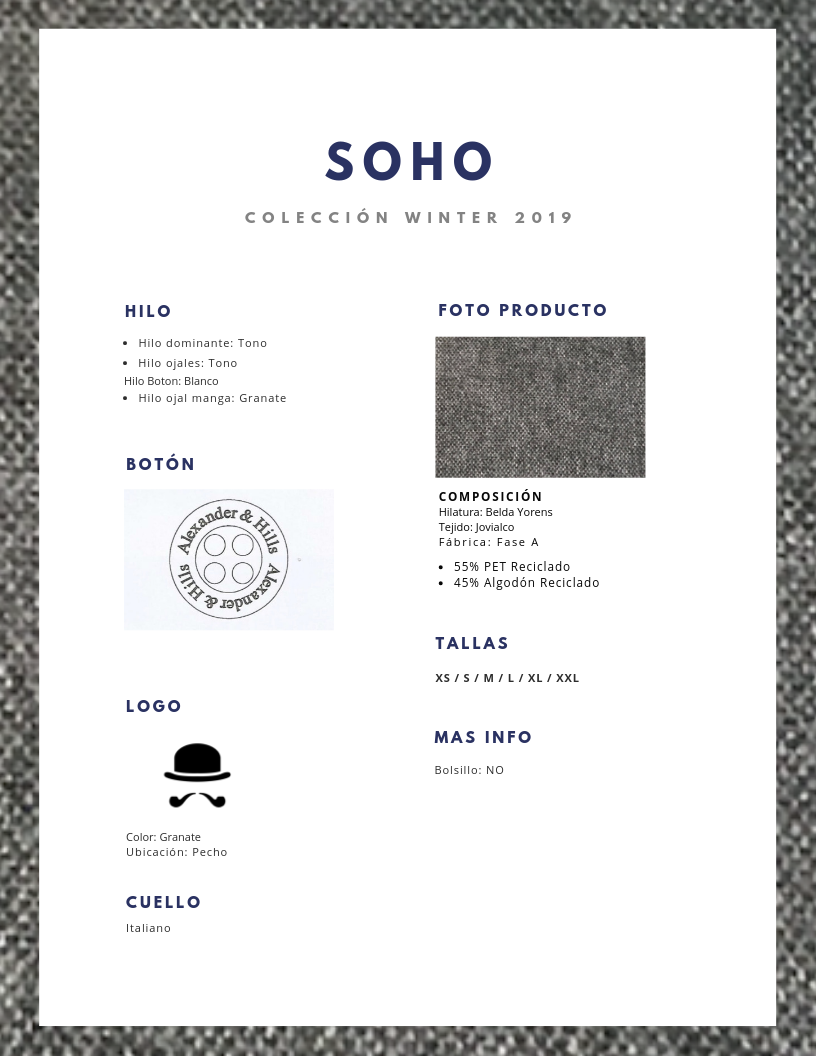 SOHO
COLECCIÓN WINTER 2019
HILO
• Hilo dominante: Tono
• Hilo ojales: Tono
Hilo Boton: Blanco
• Hilo ojal manga: Granate
BOTÓN
Alexander & Hills
Alexander & Hills
LOGO
Color: Granate
Ubicación: Pecho
CUELLO
Italiano
FOTO PRODUCTO
COMPOSICIÓN
Hilatura: Belda Yorens
Tejido: Jovialco
Fábrica: Fase A
• 55% PET Reciclado
• 45% Algodón Reciclado
TALLAS
XS / S / M / L / XL / XXL
MAS INFO
Bolsillo: NO